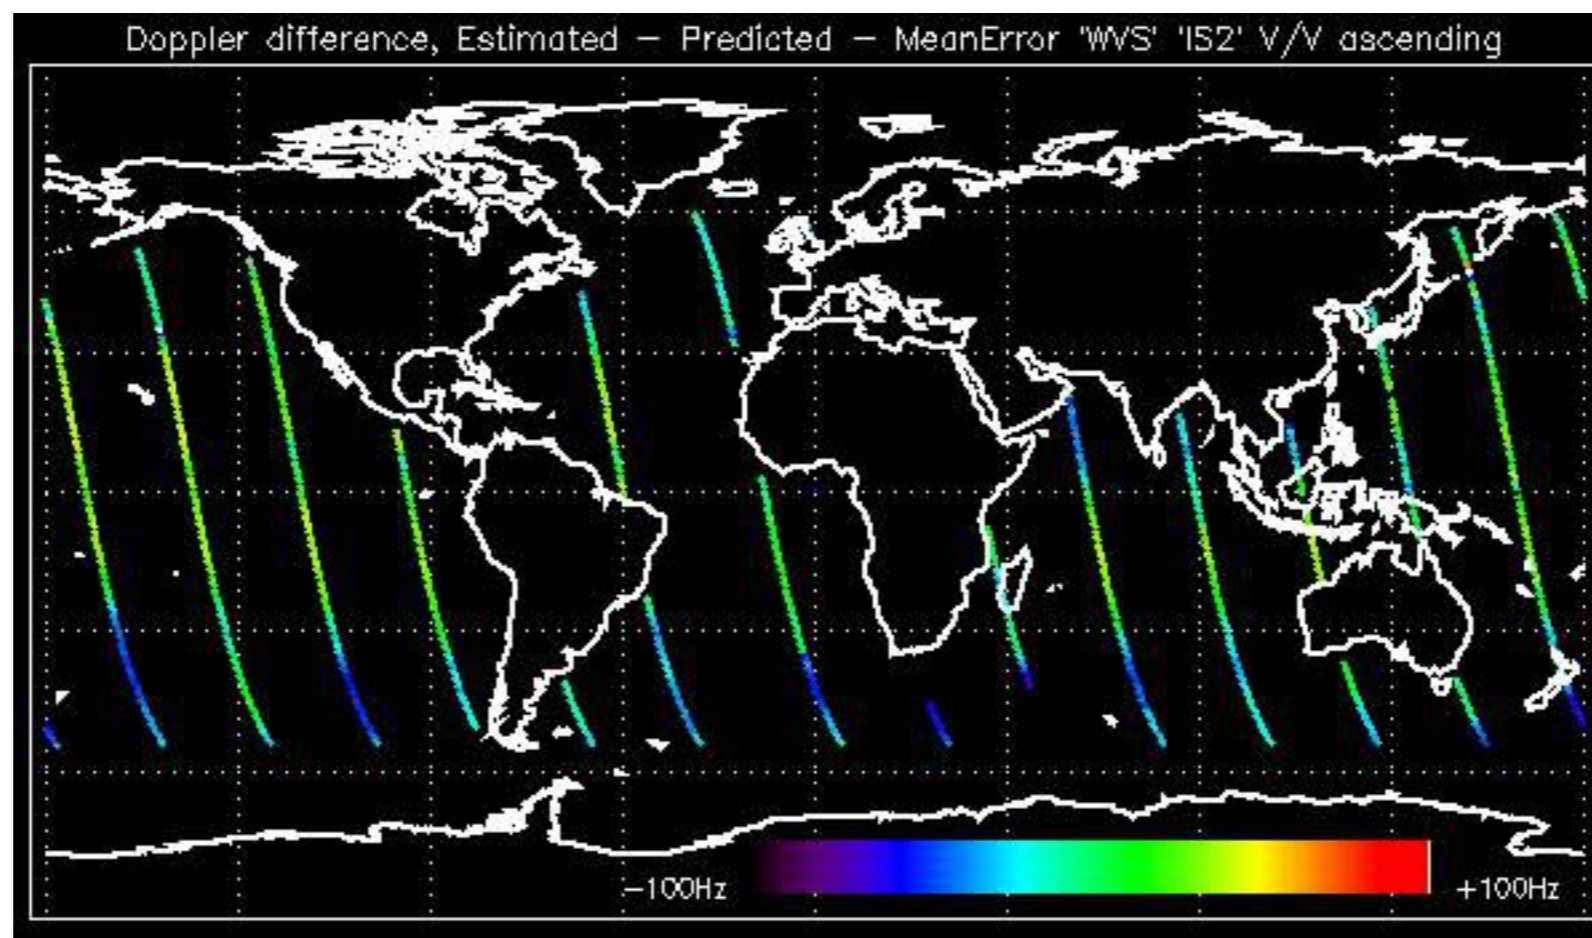 Doppler difference, Estimated − Predicted − MeanError 'WVS' 'IS2' V/V ascending
−100Hz +100Hz